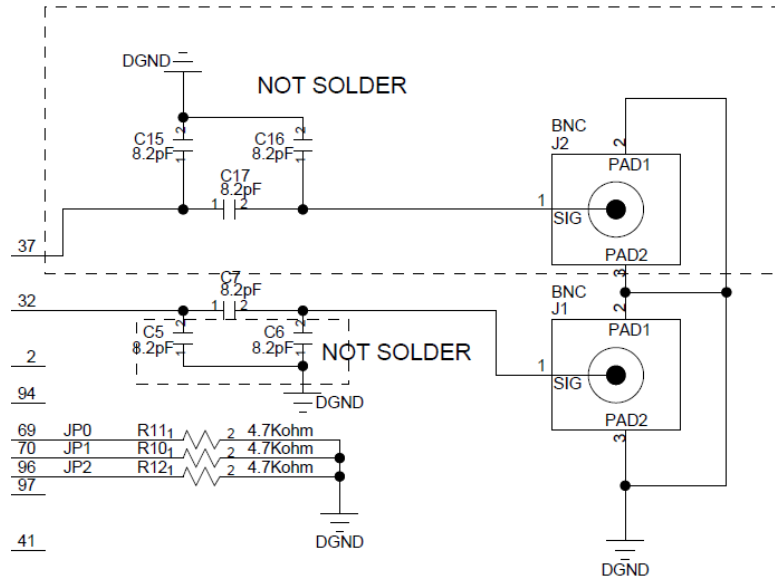 DGND
NOT SOLDER
C15
8.2pF
2
1
C16
8.2pF
2
1
C17
8.2pF
1 2
BNC
J2
2
PAD1
1
SIG
PAD2
3
37
32
C7
8.2pF
1 2
C5
8.2pF
2
1
C6
8.2pF
2
1
NOT SOLDER
DGND
BNC
J1
2
PAD1
1
SIG
PAD2
3
DGND
2
94
69 JP0 R11 1 2 4.7Kohm
70 JP1 R10 1 2 4.7Kohm
96 JP2 R12 1 2 4.7Kohm
97
41
DGND